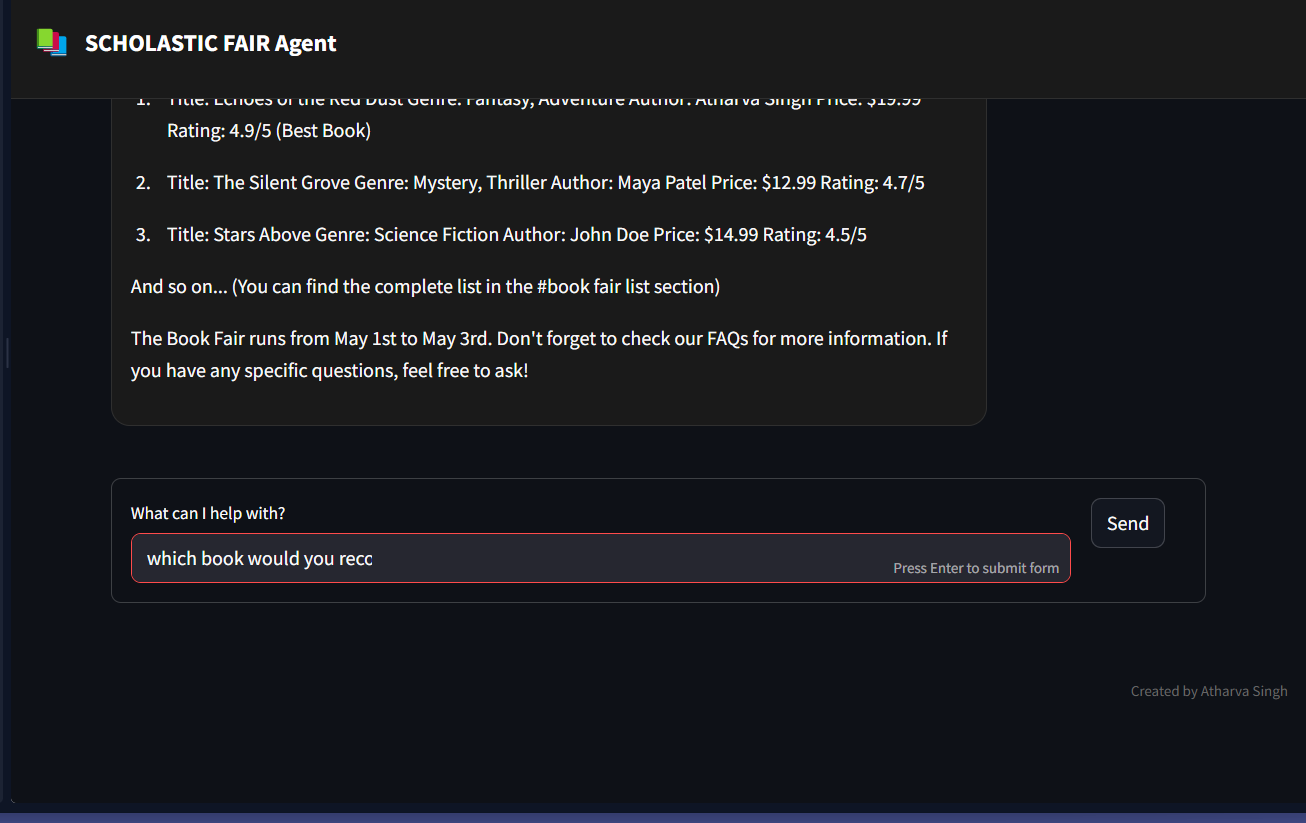 SCHOLASTIC FAIR Agent
1. Title: Echoes of the Red Dust Genre: Fantasy, Adventure Author: Atharva Singh Price: $19.99
Rating: 4.9/5 (Best Book)
2. Title: The Silent Grove Genre: Mystery, Thriller Author: Maya Patel Price: $12.99 Rating: 4.7/5
3. Title: Stars Above Genre: Science Fiction Author: John Doe Price: $14.99 Rating: 4.5/5
And so on... (You can find the complete list in the #book fair list section)
The Book Fair runs from May 1st to May 3rd. Don't forget to check our FAQs for more information. If
you have any specific questions, feel free to ask!
What can I help with?
Send
which book would you recc
Press Enter to submit form
Created by Atharva Singh